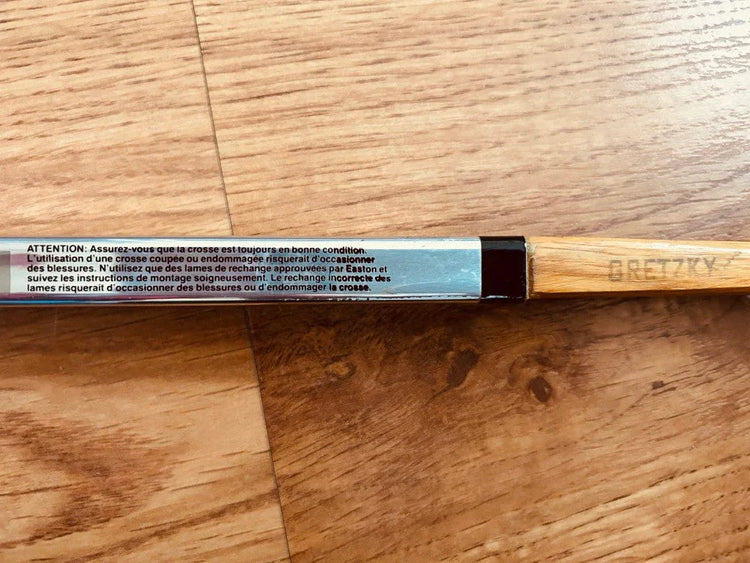 ATTENTION: Assurez-vous que la crosse est toujours en bonne condition.
L'utilisation d'une crosse coupée ou endommagée risquerait d'occasionner
des blessures. N'utilisez que des lames de rechange approuvées par Easton et
suivez les instructions de montage soigneusement. Le rechange incorrecte des
lames risquerait d'occasionner des blessures ou d'endommager la crosse.
GRETZKY